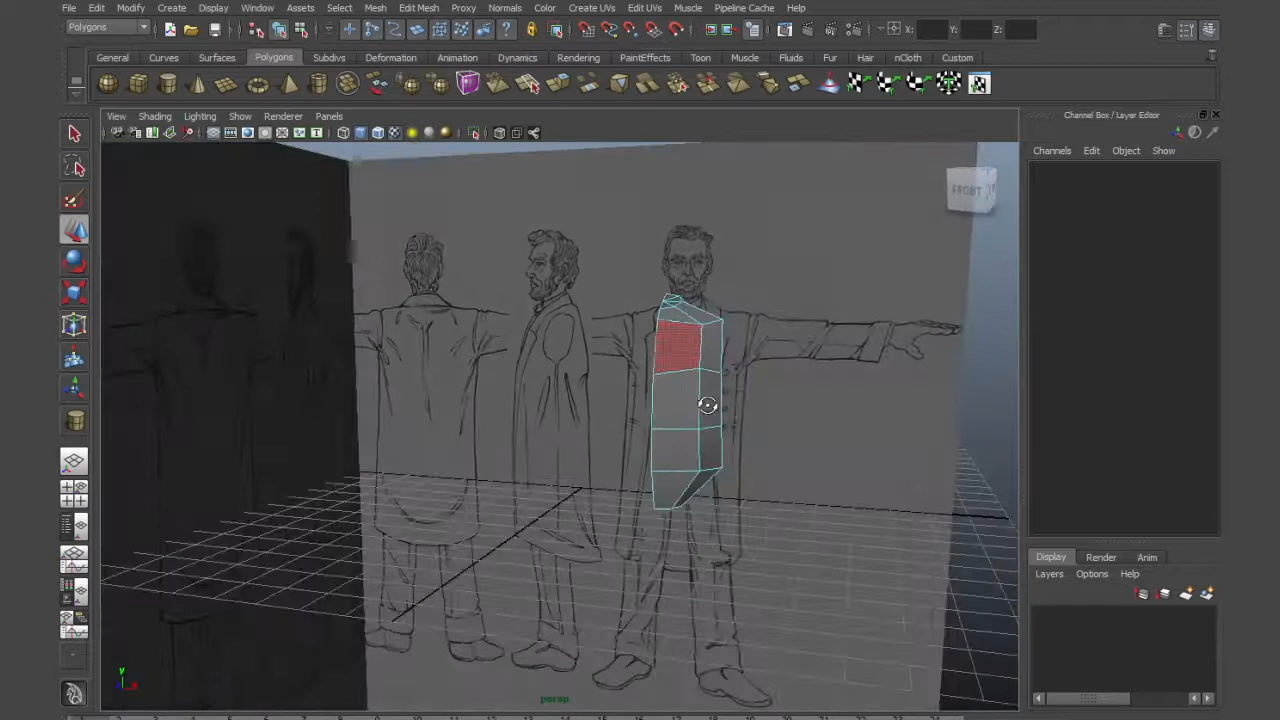 File Edit Modify Create Display Window Assets Select Mesh Edit Mesh Proxy Normals Color Create UVs Edit UVs Muscle Pipeline Cache Help
Polygons X: Y: Z:
General Curves Surfaces Polygons Subdivs Deformation Animation Dynamics Rendering PaintEffects Toon Muscle Fluids Fur Hair nCloth Custom
View Shading Lighting Show Renderer Panels
Channel Box / Layer Editor
Channels Edit Object Show
FRONT
Display Render Anim
Layers Options Help
y
persp